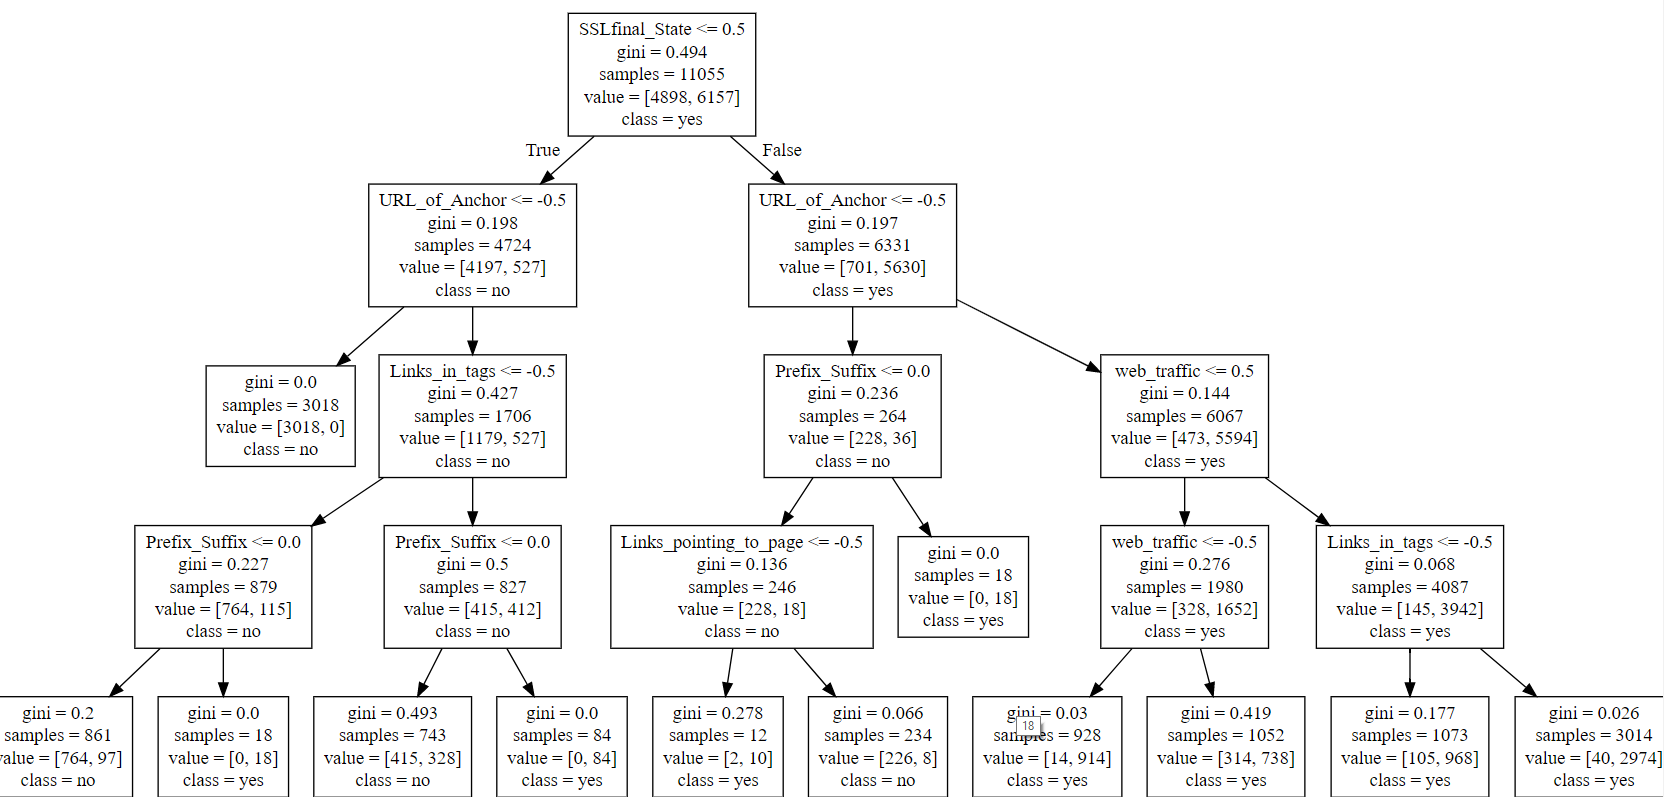 SSLfinal_State <= 0.5
gini = 0.494
samples = 11055
value = [4898, 6157]
class = yes
True
False
URL_of_Anchor <= -0.5
gini = 0.198
samples = 4724
value = [4197, 527]
class = no
URL_of_Anchor <= -0.5
gini = 0.197
samples = 6331
value = [701, 5630]
class = yes
gini = 0.0
samples = 3018
value = [3018, 0]
class = no
Links_in_tags <= -0.5
gini = 0.427
samples = 1706
value = [1179, 527]
class = no
Prefix_Suffix <= 0.0
gini = 0.236
samples = 264
value = [228, 36]
class = no
web_traffic <= 0.5
gini = 0.144
samples = 6067
value = [473, 5594]
class = yes
Prefix_Suffix <= 0.0
gini = 0.227
samples = 879
value = [764, 115]
class = no
Prefix_Suffix <= 0.0
gini = 0.5
samples = 827
value = [415, 412]
class = no
Links_pointing_to_page <= -0.5
gini = 0.136
samples = 246
value = [228, 18]
class = no
gini = 0.0
samples = 18
value = [0, 18]
class = yes
web_traffic <= -0.5
gini = 0.276
samples = 1980
value = [328, 1652]
class = yes
Links_in_tags <= -0.5
gini = 0.068
samples = 4087
value = [145, 3942]
class = yes
gini = 0.2
samples = 861
value = [764, 97]
class = no
gini = 0.0
samples = 18
value = [0, 18]
class = yes
gini = 0.493
samples = 743
value = [415, 328]
class = no
gini = 0.0
samples = 84
value = [0, 84]
class = yes
gini = 0.278
samples = 12
value = [2, 10]
class = yes
gini = 0.066
samples = 234
value = [226, 8]
class = no
gini = 0.03
18
samples = 928
value = [14, 914]
class = yes
gini = 0.419
samples = 1052
value = [314, 738]
class = yes
gini = 0.177
samples = 1073
value = [105, 968]
class = yes
gini = 0.026
samples = 3014
value = [40, 2974]
class = yes